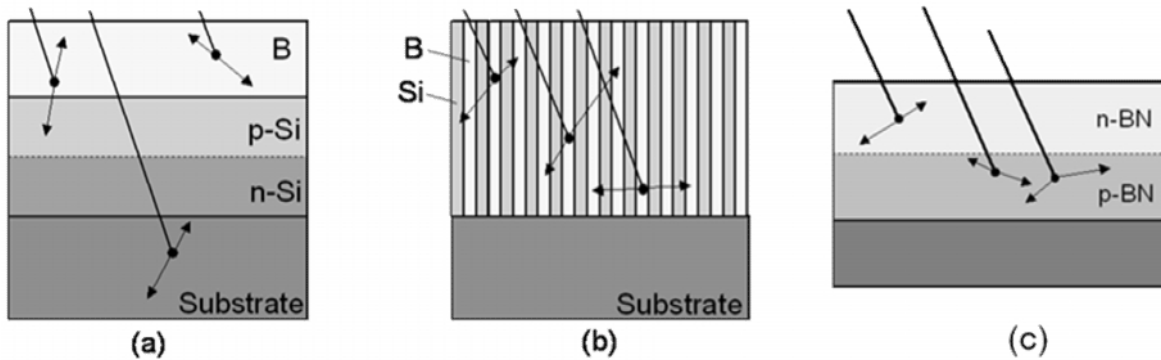 B
p-Si
n-Si
Substrate
(a)
B
Si
Substrate
(b)
n-BN
p-BN
(c)